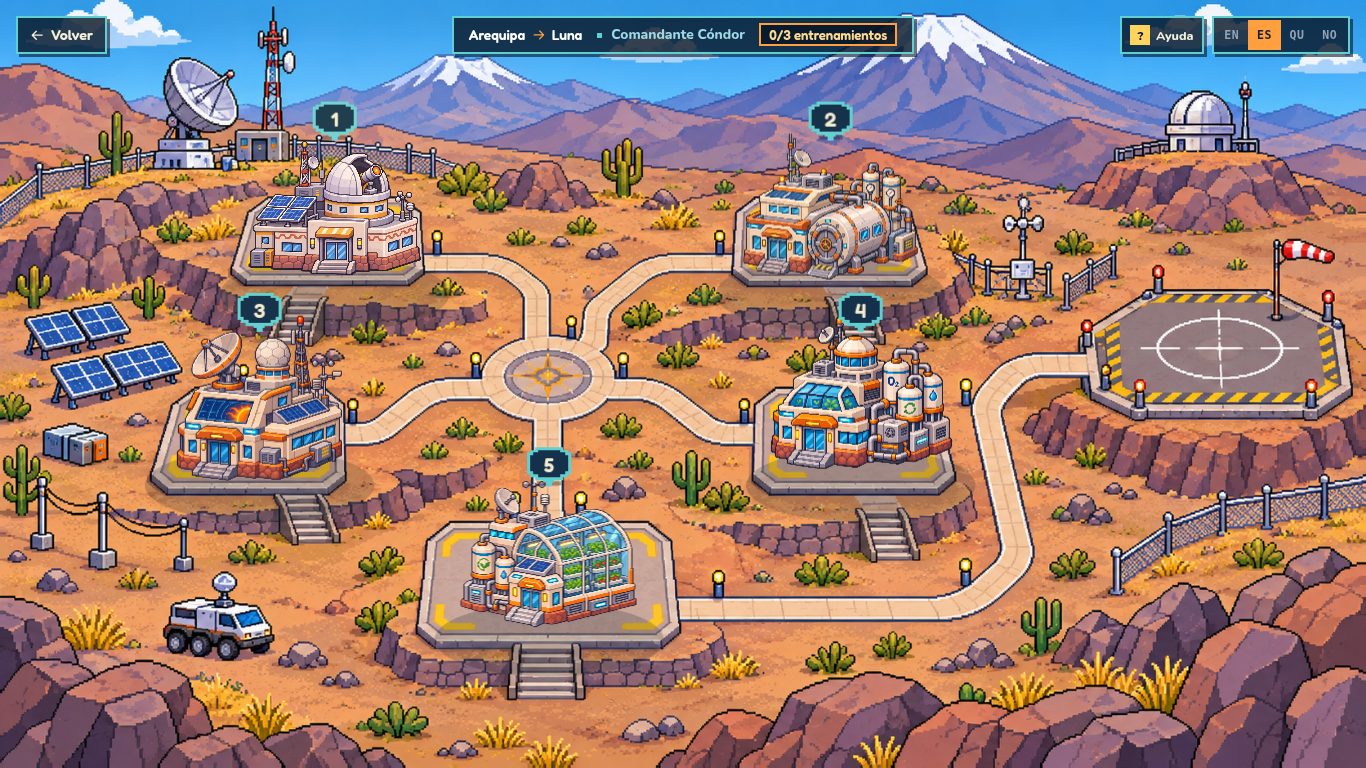 ← Volver
Arequipa → Luna ▪ Comandante Cóndor 0/3 entrenamientos
? Ayuda
EN ES QU NO
1
2
3
4
O₂
5